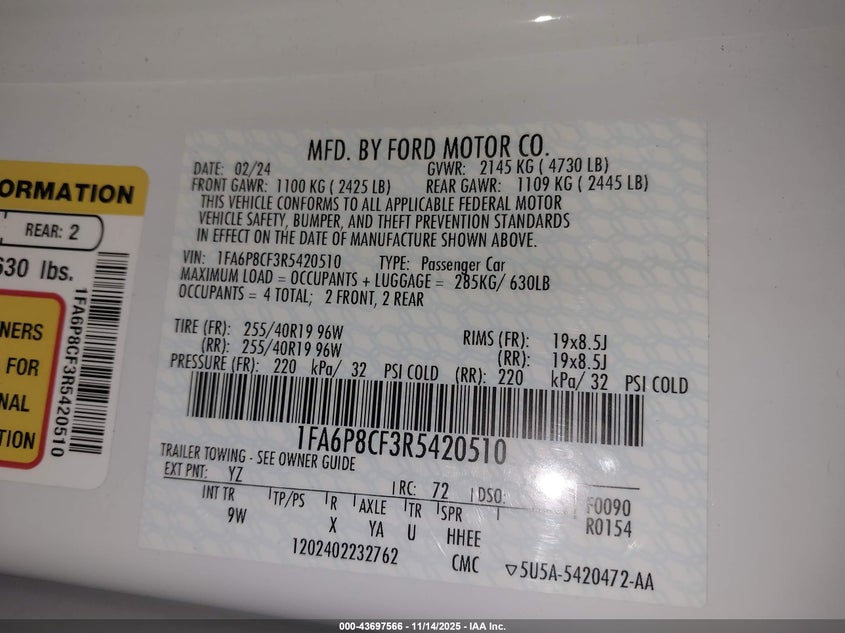 ORMATION
REAR: 2
630 lbs.
NERS
FOR
NAL
TION
1FA6P8CF3R5420510
MFD. BY FORD MOTOR CO.
DATE: 02/24 GVWR: 2145 KG ( 4730 LB)
FRONT GAWR: 1100 KG ( 2425 LB) REAR GAWR: 1109 KG ( 2445 LB)
THIS VEHICLE CONFORMS TO ALL APPLICABLE FEDERAL MOTOR
VEHICLE SAFETY, BUMPER, AND THEFT PREVENTION STANDARDS
IN EFFECT ON THE DATE OF MANUFACTURE SHOWN ABOVE.
VIN: 1FA6P8CF3R5420510 TYPE: Passenger Car
MAXIMUM LOAD = OCCUPANTS + LUGGAGE = 285KG/ 630LB
OCCUPANTS = 4 TOTAL; 2 FRONT, 2 REAR
TIRE (FR): 255/40R19 96W RIMS (FR): 19x8.5J
(RR): 255/40R19 96W (RR): 19x8.5J
PRESSURE (FR): 220 kPa/ 32 PSI COLD (RR): 220 kPa/ 32 PSI COLD
1FA6P8CF3R5420510
TRAILER TOWING - SEE OWNER GUIDE
EXT PNT: YZ RC: 72 DSO: F0090
INT TR TP/PS R AXLE TR SPR R0154
9W X YA U HHEE
1202402232762 CMC ▽5U5A-5420472-AA
000-43697566 - 11/14/2025 - IAA Inc.